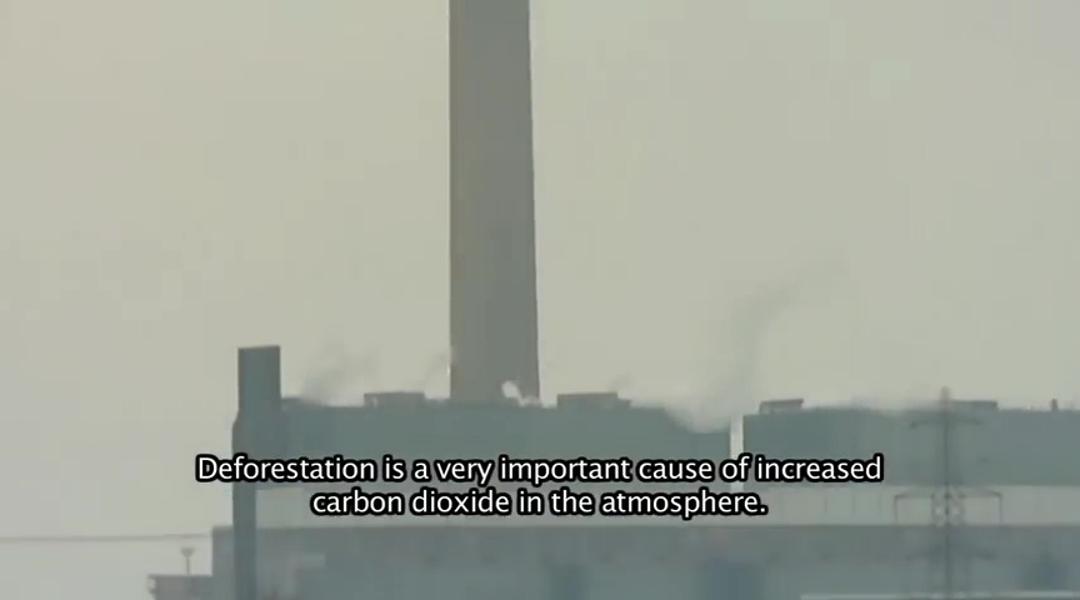 Deforestation is a very important cause of increased
carbon dioxide in the atmosphere.